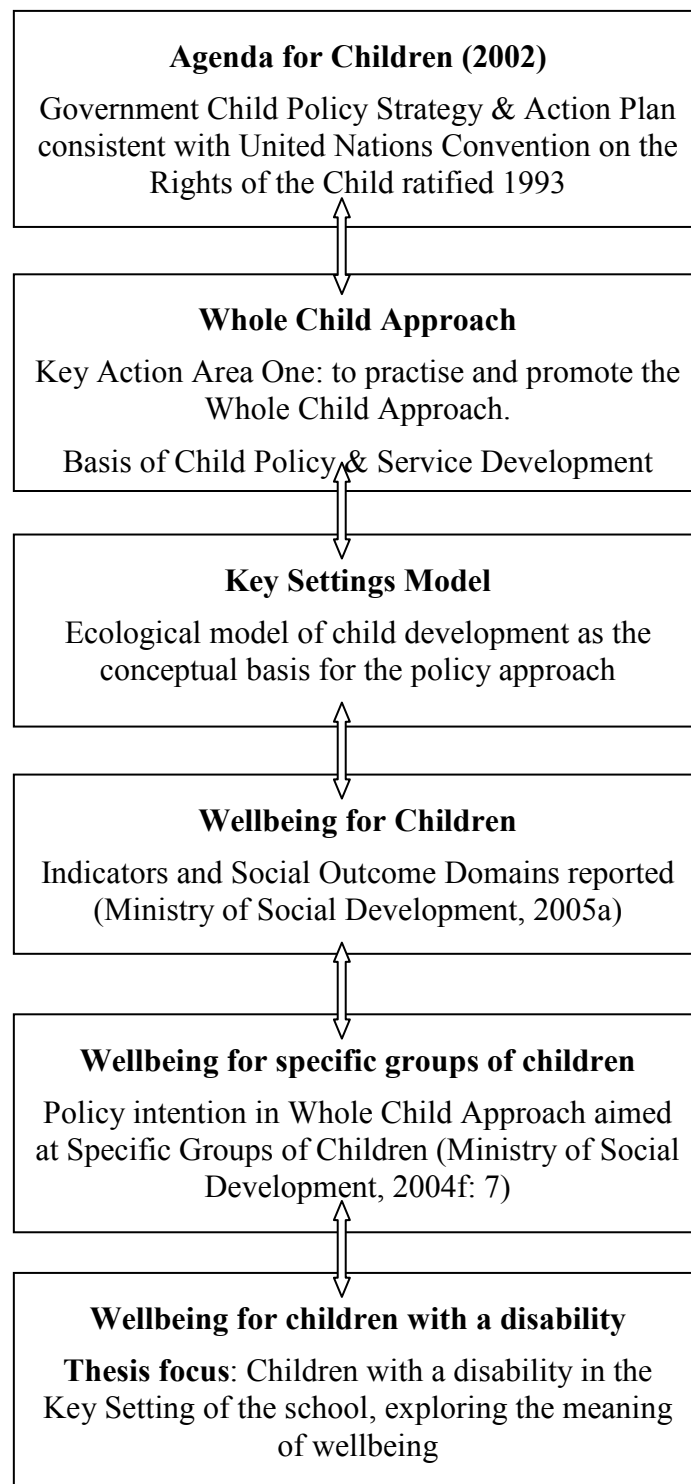 Agenda for Children (2002)
Government Child Policy Strategy & Action Plan
consistent with United Nations Convention on the
Rights of the Child ratified 1993
Whole Child Approach
Key Action Area One: to practise and promote the
Whole Child Approach.
Basis of Child Policy & Service Development
Key Settings Model
Ecological model of child development as the
conceptual basis for the policy approach
Wellbeing for Children
Indicators and Social Outcome Domains reported
(Ministry of Social Development, 2005a)
Wellbeing for specific groups of children
Policy intention in Whole Child Approach aimed
at Specific Groups of Children (Ministry of Social
Development, 2004f: 7)
Wellbeing for children with a disability
Thesis focus: Children with a disability in the
Key Setting of the school, exploring the meaning
of wellbeing